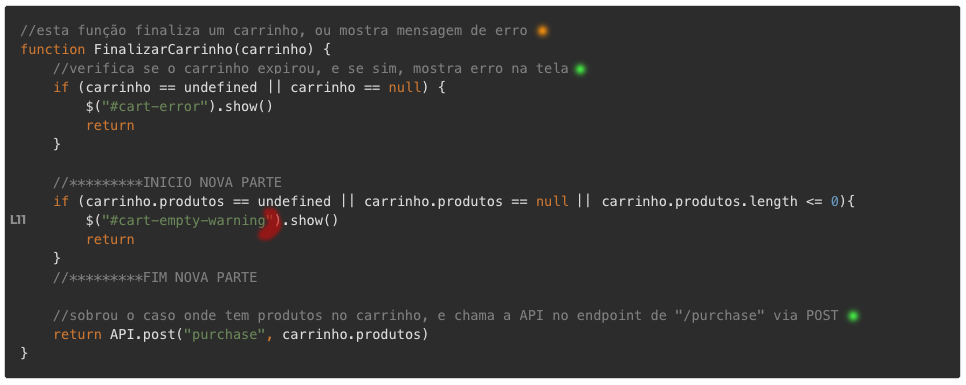 //esta função finaliza um carrinho, ou mostra mensagem de erro
function FinalizarCarrinho(carrinho) {
//verifica se o carrinho expirou, e se sim, mostra erro na tela
if (carrinho == undefined || carrinho == null) {
$("#cart-error").show()
return
}
//*********INICIO NOVA PARTE
if (carrinho.produtos == undefined || carrinho.produtos == null || carrinho.produtos.length <= 0){
L11 $("#cart-empty-warning").show()
return
}
//*********FIM NOVA PARTE
//sobrou o caso onde tem produtos no carrinho, e chama a API no endpoint de "/purchase" via POST
return API.post("purchase", carrinho.produtos)
}